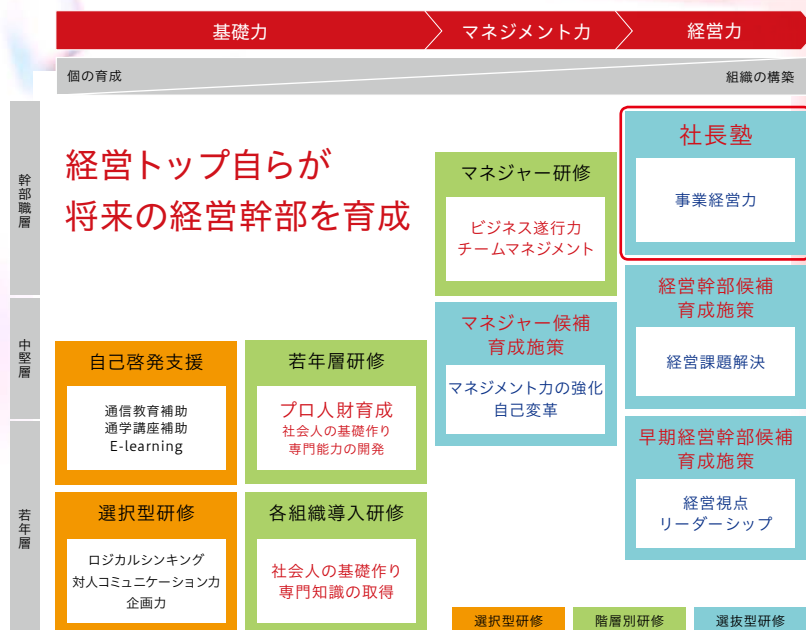 基礎力
マネジメント力
経営力
個の育成
組織の構築
幹部職層
経営トップ自らが
将来の経営幹部を育成
マネジャー研修
ビジネス遂行力
チームマネジメント
社長塾
事業経営力
中堅層
マネジャー候補
育成施策
マネジメント力の強化
自己変革
経営幹部候補
育成施策
経営課題解決
自己啓発支援
通信教育補助
通学講座補助
E-learning
若年層研修
プロ人財育成
社会人の基礎作り
専門能力の開発
早期経営幹部候補
育成施策
経営視点
リーダーシップ
若年層
選択型研修
ロジカルシンキング
対人コミュニケーション力
企画力
各組織導入研修
社会人の基礎作り
専門知識の取得
選択型研修
階層別研修
選抜型研修